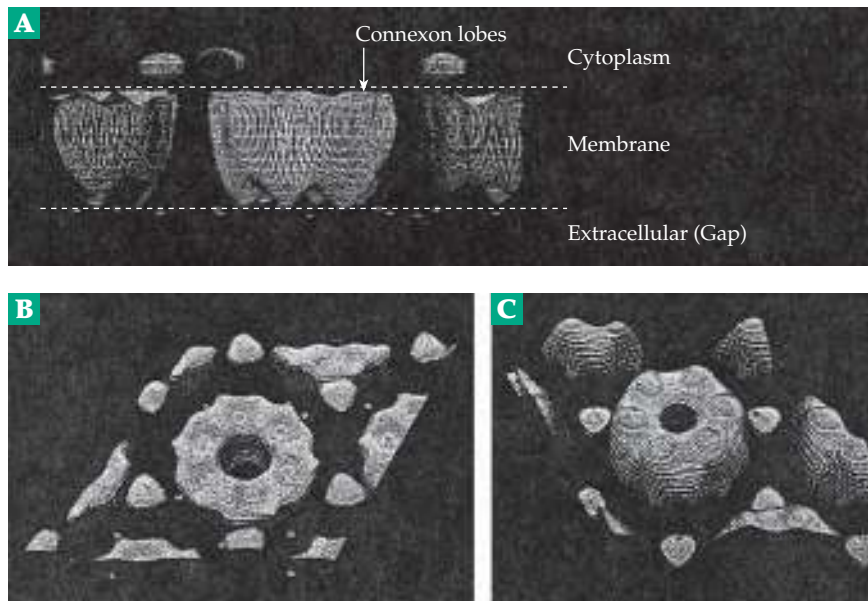 A
Connexon lobes
Cytoplasm
Membrane
Extracellular (Gap)
B
C